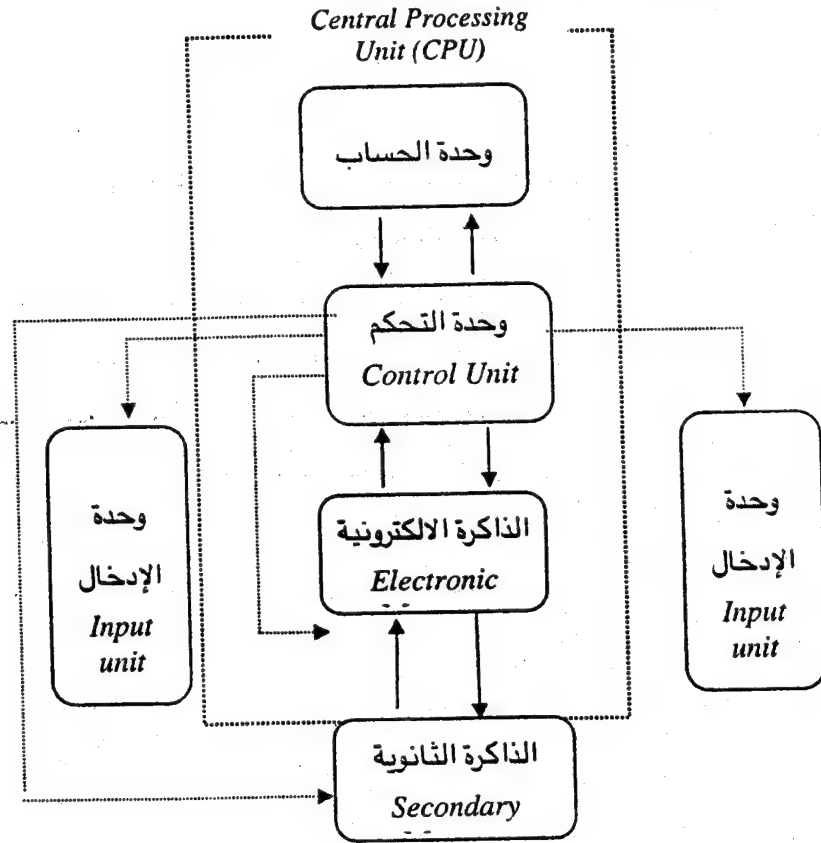 Central Processing
Unit (CPU)
وحدة الحساب
وحدة التحكم
Control Unit
وحدة
الإدخال
Input
unit
الذاكرة الالكترونية
Electronic
وحدة
الإدخال
Input
unit
الذاكرة الثانوية
Secondary